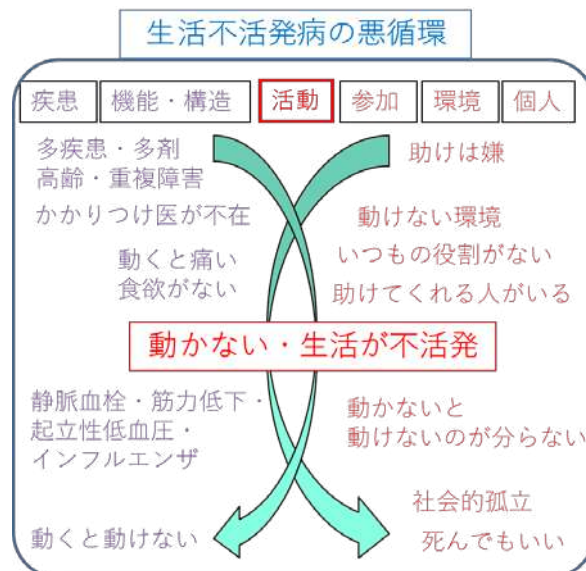 生活不活発病の悪循環
疾患 機能・構造 活動 参加 環境 個人
多疾患・多剤
高齢・重複障害
かかりつけ医が不在
動くと痛い
食欲がない
助けは嫌
動けない環境
いつもの役割がない
助けてくれる人がいる
動かない・生活が不活発
静脈血栓・筋力低下・
起立性低血圧・
インフルエンザ
動くと動けない
動かないと
動けないのが分らない
社会的孤立
死んでもいい